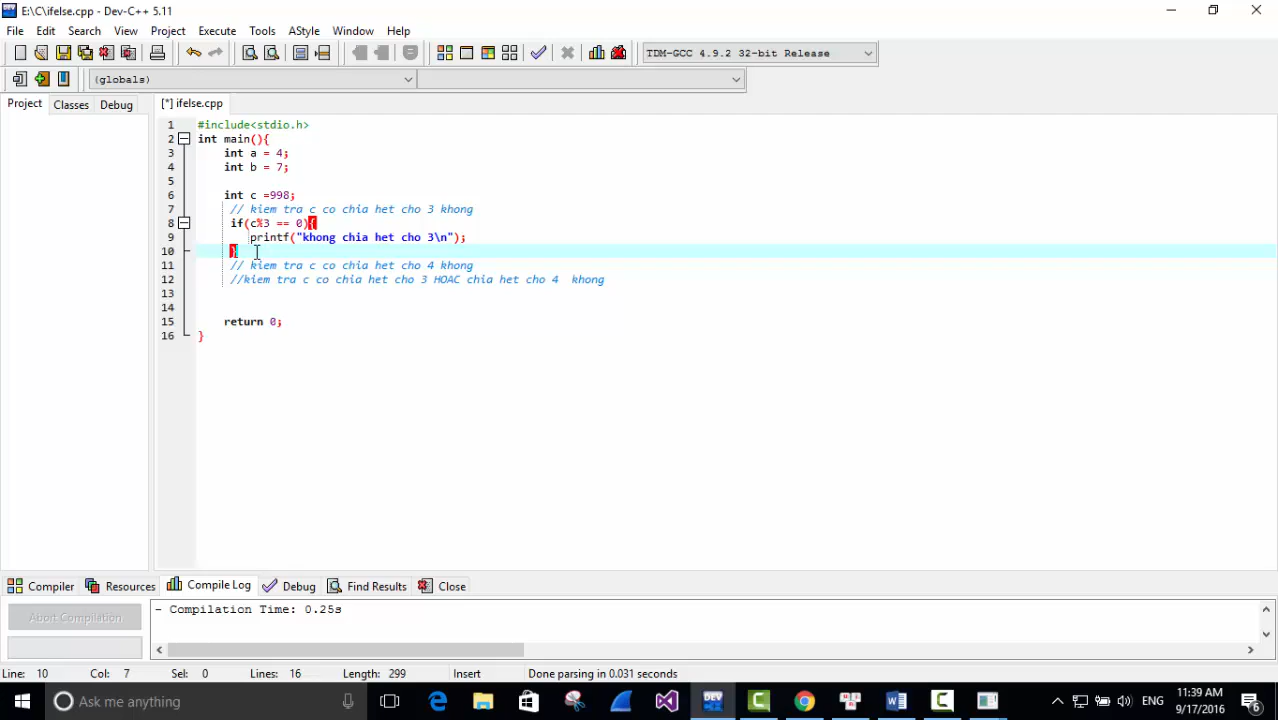 E:\C\ifelse.cpp - Dev-C++ 5.11
File Edit Search View Project Execute Tools AStyle Window Help
TDM-GCC 4.9.2 32-bit Release
(globals)
Project Classes Debug [*] ifelse.cpp
1 #include<stdio.h>
2 int main(){
3 int a = 4;
4 int b = 7;
5
6 int c =998;
7 // kiem tra c co chia het cho 3 khong
8 if(c%3 == 0){
9 printf("khong chia het cho 3\n");
10 }
11 // kiem tra c co chia het cho 4 khong
12 //kiem tra c co chia het cho 3 HOAC chia het cho 4  khong
13
14
15 return 0;
16 }
Compiler Resources Compile Log Debug Find Results Close
Abort Compilation
- Compilation Time: 0.25s
Line: 10 Col: 7 Sel: 0 Lines: 16 Length: 299 Insert Done parsing in 0.031 seconds
Ask me anything
ENG
11:39 AM
9/17/2016
6